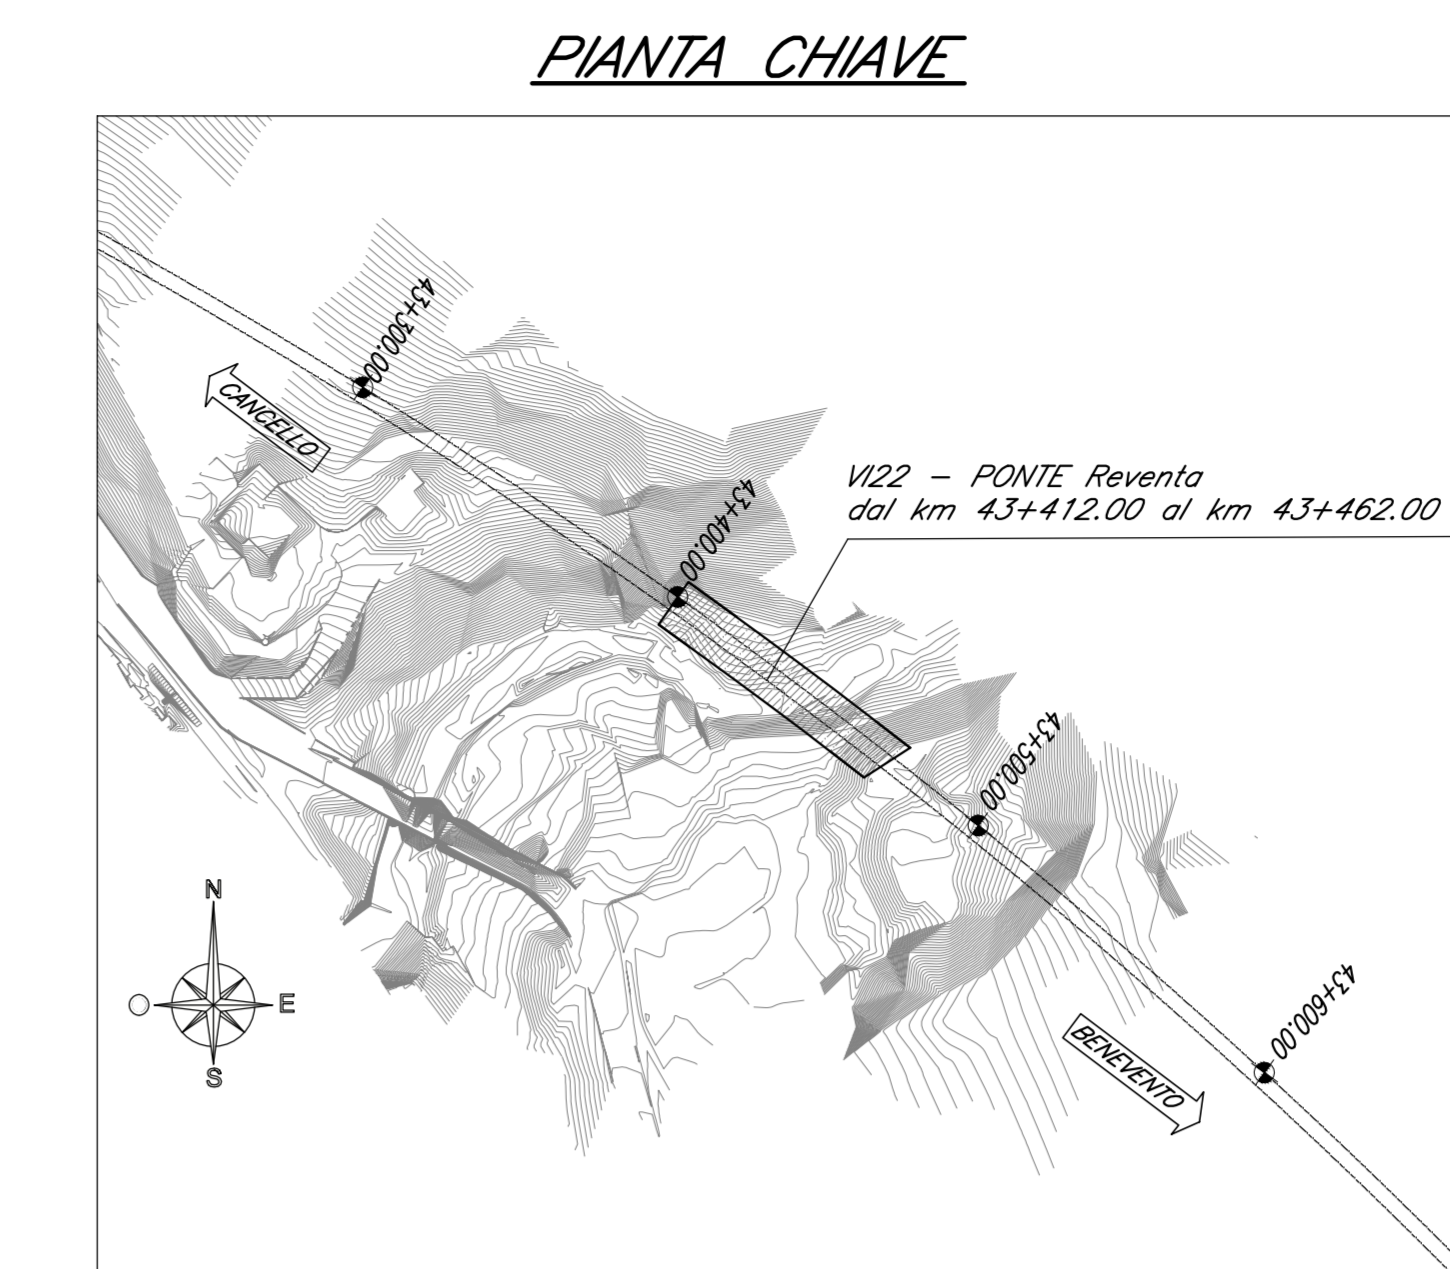 PIANTA CHIAVE
43+300.00
CANCELLO
VI22 – PONTE Reventa
dal km 43+412.00 al km 43+462.00
43+400.00
43+500.00
N
O
E
S
43+600.00
BENEVENTO